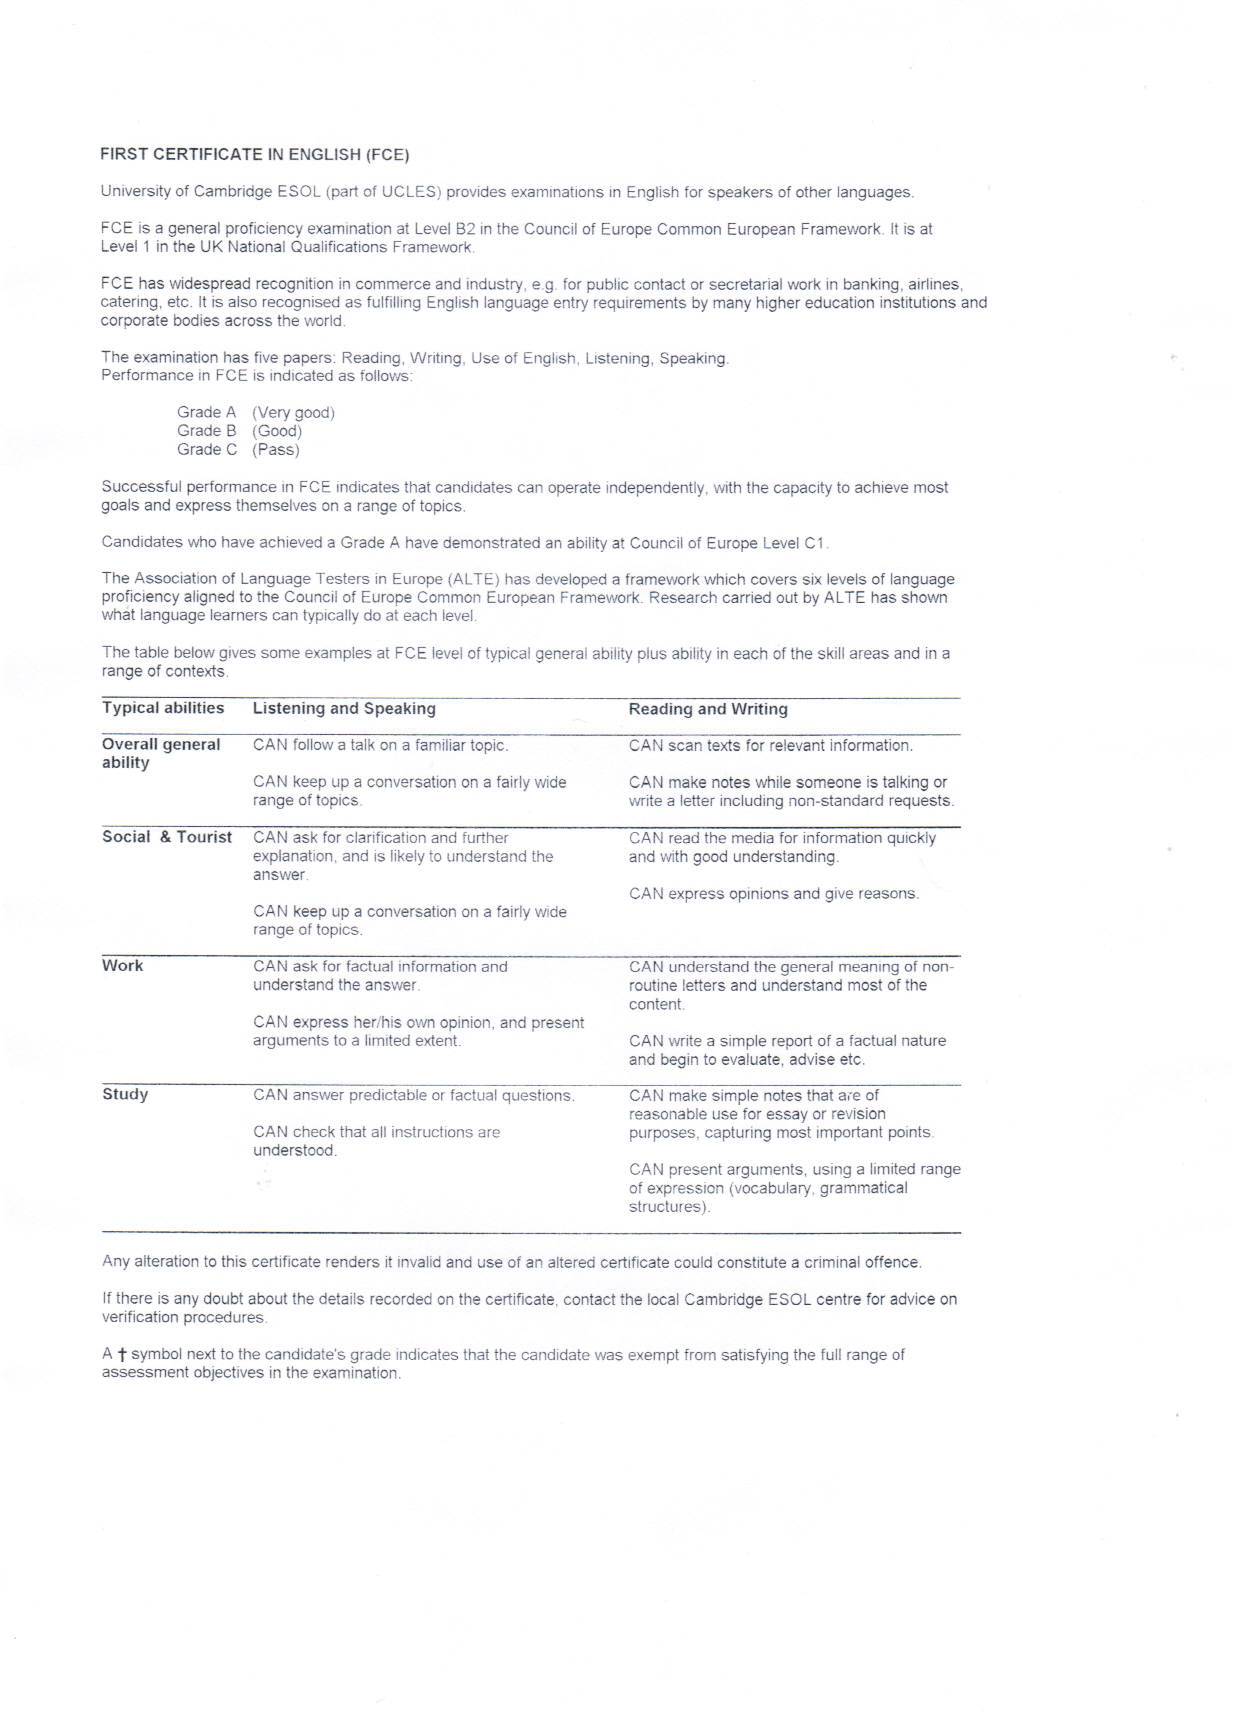 FIRST CERTIFICATE IN ENGLISH (FCE)
University of Cambridge ESOL (part of UCLES) provides examinations in English for speakers of other languages.
FCE is a general proficiency examination at Level B2 in the Council of Europe Common European Framework. It is at
Level 1 in the UK National Qualifications Framework.
FCE has widespread recognition in commerce and industry, e.g. for public contact or secretarial work in banking, airlines,
catering, etc. It is also recognised as fulfilling English language entry requirements by many higher education institutions and
corporate bodies across the world.
The examination has five papers: Reading, Writing, Use of English, Listening, Speaking.
Performance in FCE is indicated as follows:
Grade A (Very good)
Grade B (Good)
Grade C (Pass)
Successful performance in FCE indicates that candidates can operate independently, with the capacity to achieve most
goals and express themselves on a range of topics.
Candidates who have achieved a Grade A have demonstrated an ability at Council of Europe Level C1.
The Association of Language Testers in Europe (ALTE) has developed a framework which covers six levels of language
proficiency aligned to the Council of Europe Common European Framework. Research carried out by ALTE has shown
what language learners can typically do at each level.
The table below gives some examples at FCE level of typical general ability plus ability in each of the skill areas and in a
range of contexts.
Typical abilities Listening and Speaking Reading and Writing
Overall general
ability
CAN follow a talk on a familiar topic.
CAN keep up a conversation on a fairly wide
range of topics.
CAN scan texts for relevant information.
CAN make notes while someone is talking or
write a letter including non-standard requests.
Social & Tourist
CAN ask for clarification and further
explanation, and is likely to understand the
answer.
CAN keep up a conversation on a fairly wide
range of topics.
CAN read the media for information quickly
and with good understanding.
CAN express opinions and give reasons.
Work
CAN ask for factual information and
understand the answer.
CAN express her/his own opinion, and present
arguments to a limited extent.
CAN understand the general meaning of non-
routine letters and understand most of the
content.
CAN write a simple report of a factual nature
and begin to evaluate, advise etc.
Study
CAN answer predictable or factual questions.
CAN check that all instructions are
understood.
CAN make simple notes that are of
reasonable use for essay or revision
purposes, capturing most important points.
CAN present arguments, using a limited range
of expression (vocabulary, grammatical
structures).
Any alteration to this certificate renders it invalid and use of an altered certificate could constitute a criminal offence.
If there is any doubt about the details recorded on the certificate, contact the local Cambridge ESOL centre for advice on
verification procedures.
A † symbol next to the candidate's grade indicates that the candidate was exempt from satisfying the full range of
assessment objectives in the examination.